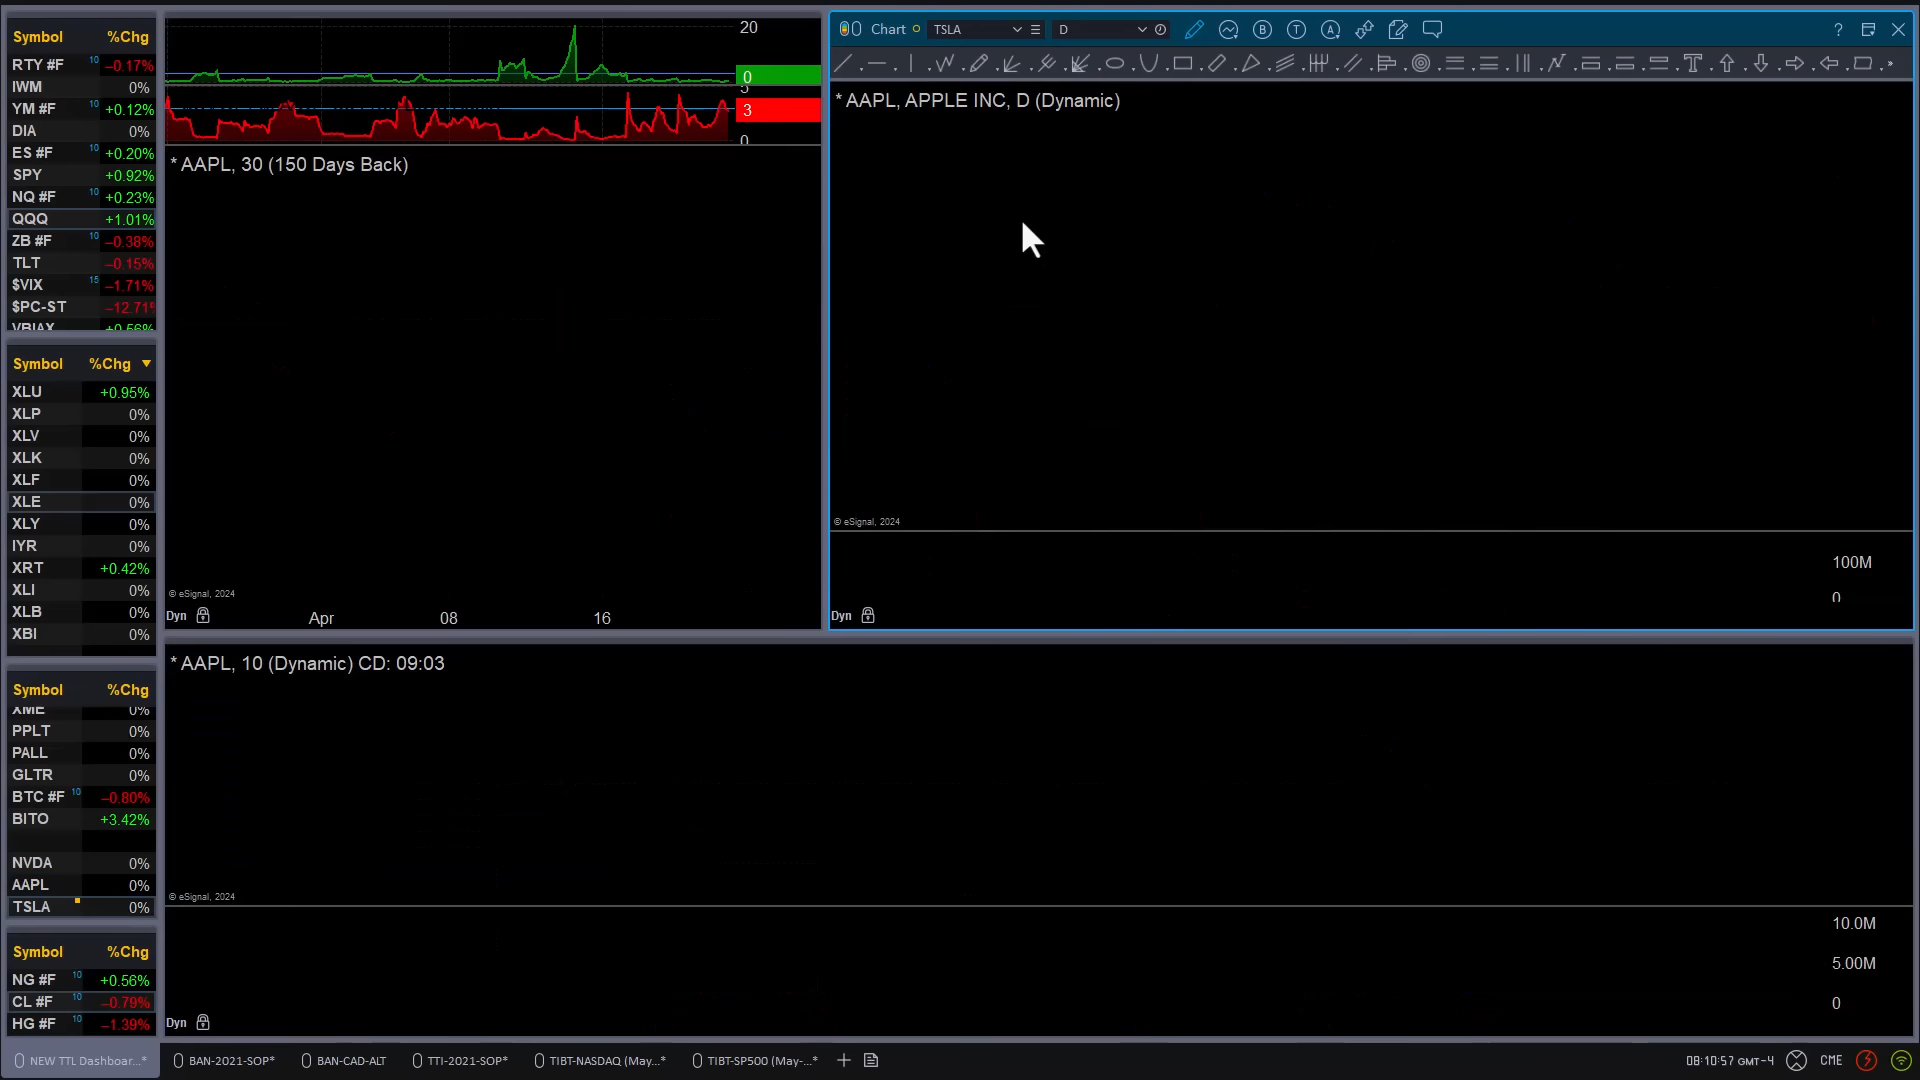 Symbol %Chg
RTY #F 10 -0.17%
IWM 0%
YM #F 10 +0.12%
DIA 0%
ES #F 10 +0.20%
SPY +0.92%
NQ #F 10 +0.23%
QQQ +1.01%
ZB #F 10 -0.38%
TLT -0.15%
$VIX 15 -1.71%
$PC-ST -12.71%
VBIAX +0.56%
Symbol %Chg
XLU +0.95%
XLP 0%
XLV 0%
XLK 0%
XLF 0%
XLE 0%
XLY 0%
IYR 0%
XRT +0.42%
XLI 0%
XLB 0%
XBI 0%
Symbol %Chg
XME 0%
PPLT 0%
PALL 0%
GLTR 0%
BTC #F 10 -0.80%
BITO +3.42%
NVDA 0%
AAPL 0%
TSLA 0%
Symbol %Chg
NG #F 10 +0.56%
CL #F 10 -0.79%
HG #F 10 -1.39%
20
0
5
3
0
* AAPL, 30 (150 Days Back)
© eSignal, 2024
Dyn
Apr 08 16
Chart TSLA D
B T A ?
* AAPL, APPLE INC, D (Dynamic)
© eSignal, 2024
100M
0
Dyn
* AAPL, 10 (Dynamic) CD: 09:03
© eSignal, 2024
10.0M
5.00M
0
Dyn
NEW TTL Dashboar...* BAN-2021-SOP* BAN-CAD-ALT TTI-2021-SOP* TIBT-NASDAQ (May...* TIBT-SP500 (May-...* 08:10:57 GMT-4 CME